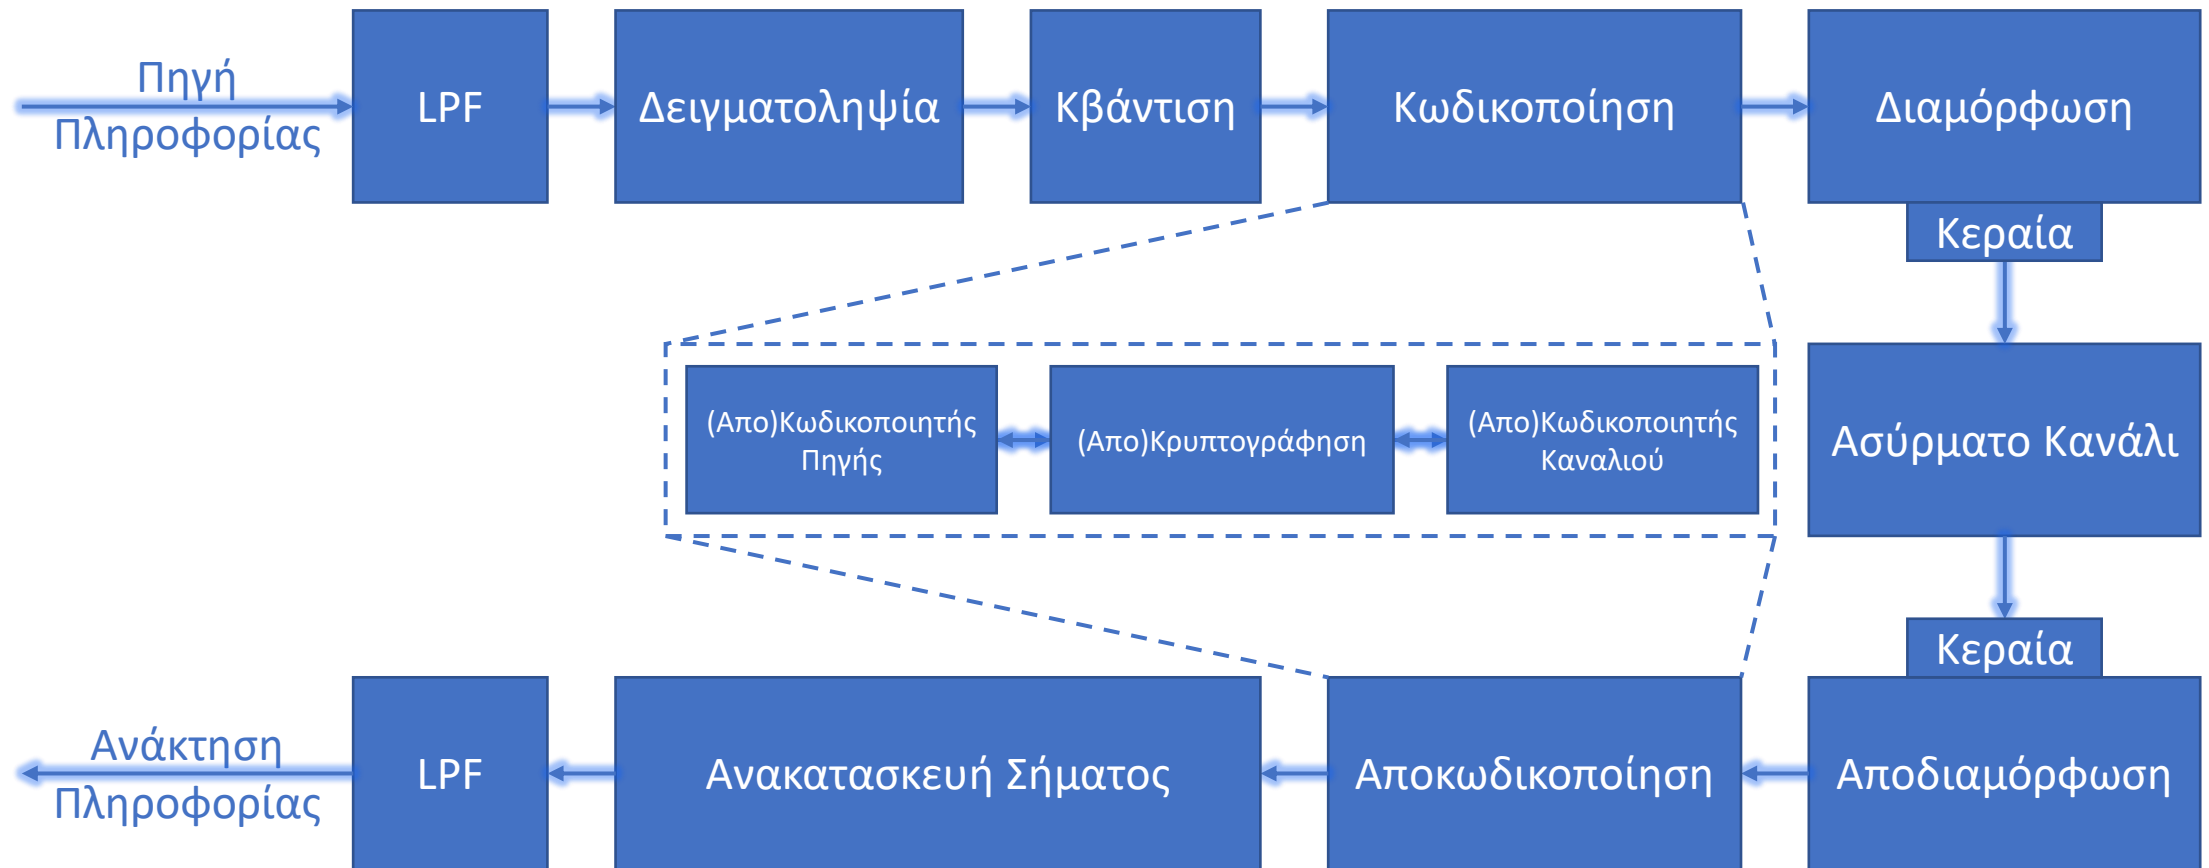 Πηγή
Πληροφορίας
LPF
Δειγματοληψία
Κβάντιση
Κωδικοποίηση
Διαμόρφωση
Κεραία
(Απο)Κωδικοποιητής
Πηγής
(Απο)Κρυπτογράφηση
(Απο)Κωδικοποιητής
Καναλιού
Ασύρματο Κανάλι
Κεραία
Ανάκτηση
Πληροφορίας
LPF
Ανακατασκευή Σήματος
Αποκωδικοποίηση
Αποδιαμόρφωση